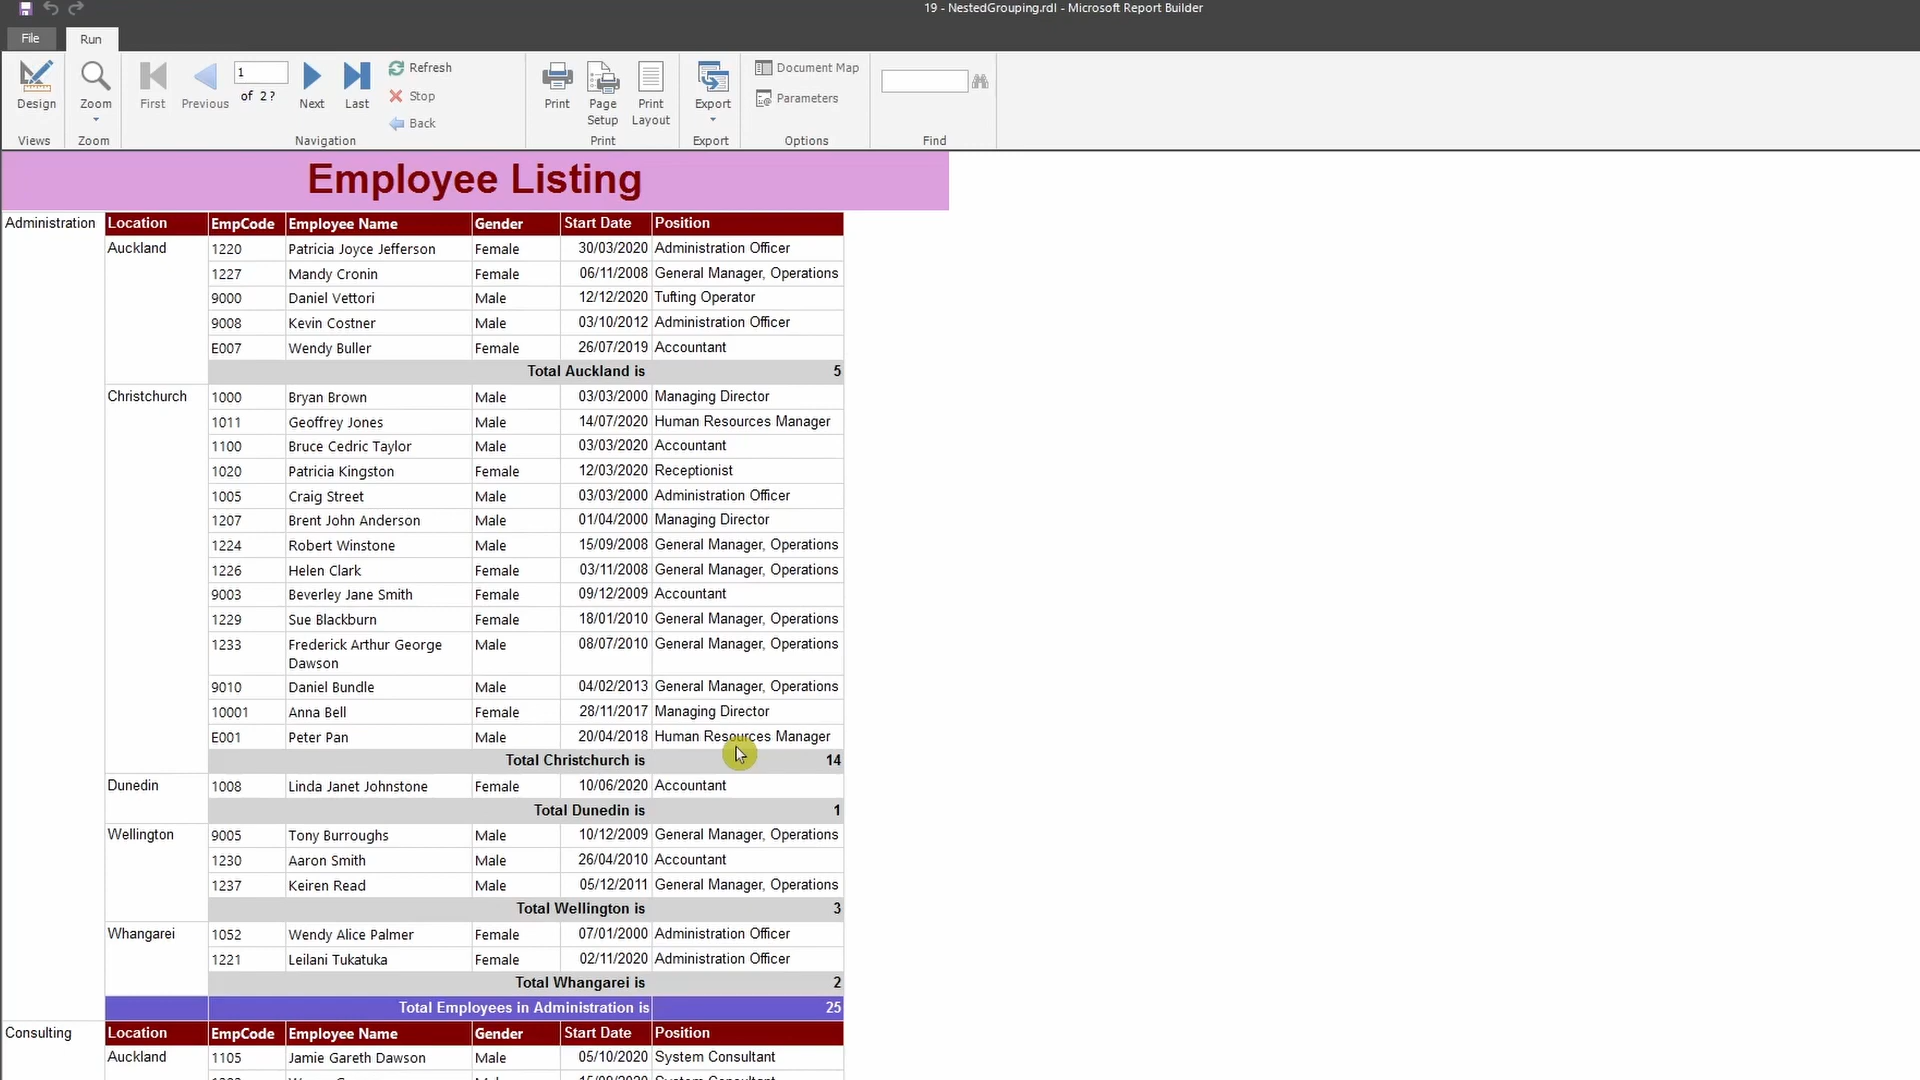 19 - NestedGrouping.rdl - Microsoft Report Builder
File Run
Design Zoom First Previous 1 of 2? Next Last Refresh Stop Back Print Page Setup Print Layout Export Document Map Parameters
Views Zoom Navigation Print Export Options Find
Employee Listing
Administration Location EmpCode Employee Name Gender Start Date Position
Auckland 1220 Patricia Joyce Jefferson Female 30/03/2020 Administration Officer
1227 Mandy Cronin Female 06/11/2008 General Manager, Operations
9000 Daniel Vettori Male 12/12/2020 Tufting Operator
9008 Kevin Costner Male 03/10/2012 Administration Officer
E007 Wendy Buller Female 26/07/2019 Accountant
Total Auckland is 5
Christchurch 1000 Bryan Brown Male 03/03/2000 Managing Director
1011 Geoffrey Jones Male 14/07/2020 Human Resources Manager
1100 Bruce Cedric Taylor Male 03/03/2020 Accountant
1020 Patricia Kingston Female 12/03/2020 Receptionist
1005 Craig Street Male 03/03/2000 Administration Officer
1207 Brent John Anderson Male 01/04/2000 Managing Director
1224 Robert Winstone Male 15/09/2008 General Manager, Operations
1226 Helen Clark Female 03/11/2008 General Manager, Operations
9003 Beverley Jane Smith Female 09/12/2009 Accountant
1229 Sue Blackburn Female 18/01/2010 General Manager, Operations
1233 Frederick Arthur George Dawson Male 08/07/2010 General Manager, Operations
9010 Daniel Bundle Male 04/02/2013 General Manager, Operations
10001 Anna Bell Female 28/11/2017 Managing Director
E001 Peter Pan Male 20/04/2018 Human Resources Manager
Total Christchurch is 14
Dunedin 1008 Linda Janet Johnstone Female 10/06/2020 Accountant
Total Dunedin is 1
Wellington 9005 Tony Burroughs Male 10/12/2009 General Manager, Operations
1230 Aaron Smith Male 26/04/2010 Accountant
1237 Keiren Read Male 05/12/2011 General Manager, Operations
Total Wellington is 3
Whangarei 1052 Wendy Alice Palmer Female 07/01/2000 Administration Officer
1221 Leilani Tukatuka Female 02/11/2020 Administration Officer
Total Whangarei is 2
Total Employees in Administration is 25
Consulting Location EmpCode Employee Name Gender Start Date Position
Auckland 1105 Jamie Gareth Dawson Male 05/10/2020 System Consultant